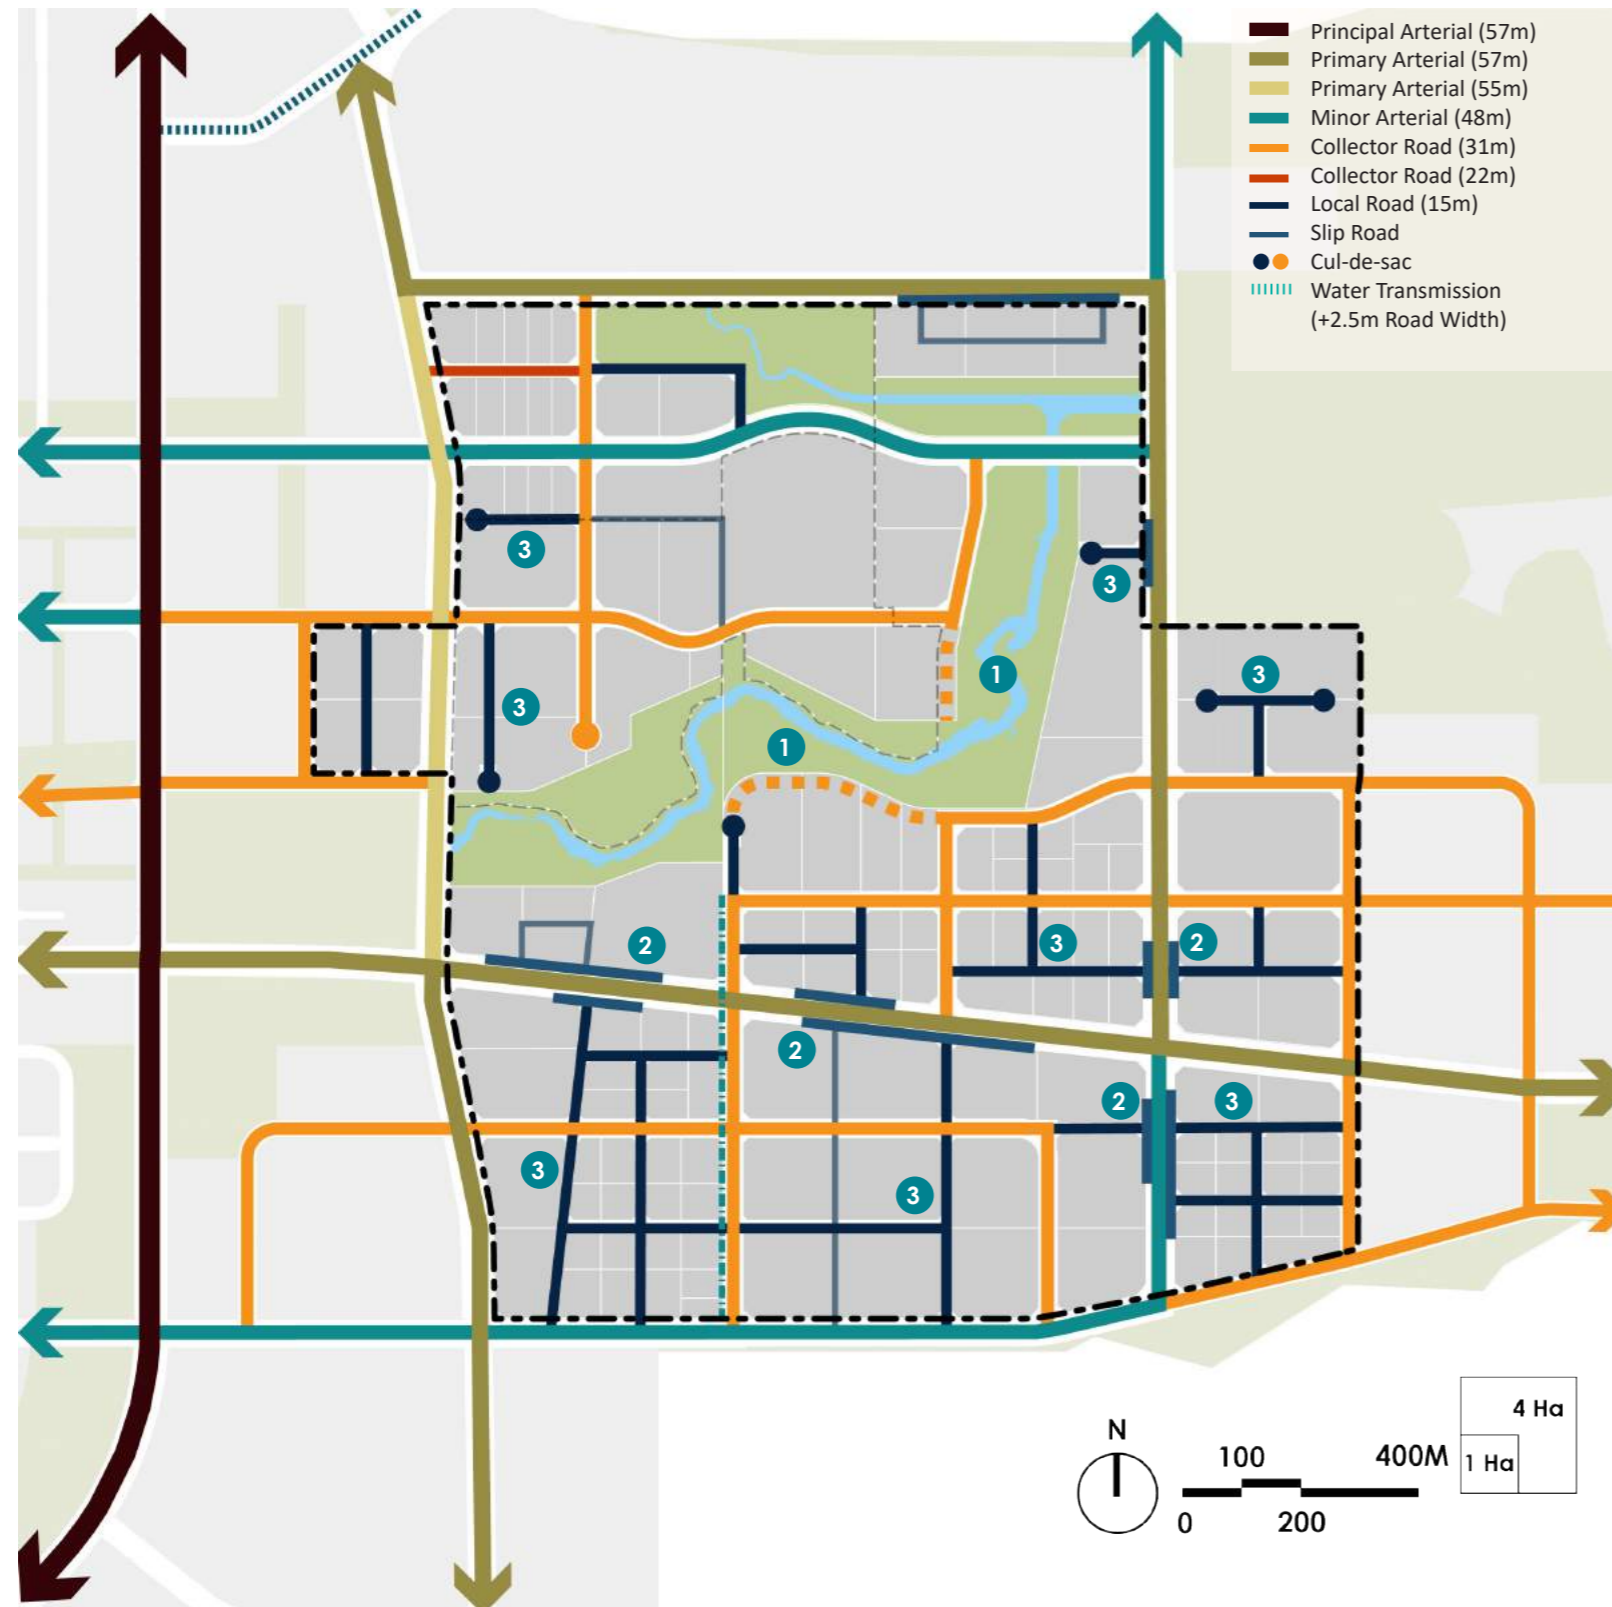 Principal Arterial (57m)
Primary Arterial (57m)
Primary Arterial (55m)
Minor Arterial (48m)
Collector Road (31m)
Collector Road (22m)
Local Road (15m)
Slip Road
Cul-de-sac
Water Transmission
(+2.5m Road Width)
3
3
1
3
3
1
2
3
2
2
2
3
3
3
N
100
400M
0
200
4 Ha
1 Ha